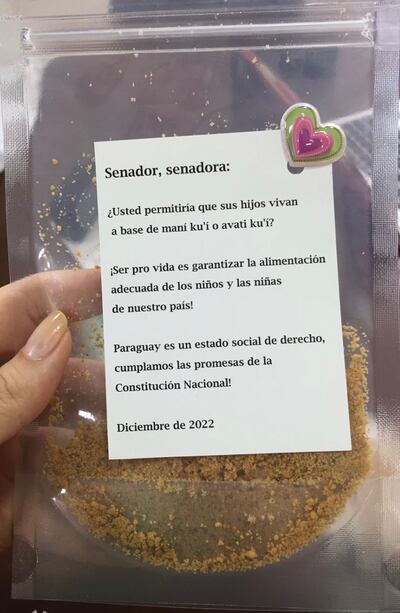 Senador, senadora:
¿Usted permitiría que sus hijos vivan
a base de maní ku'í o avati ku'í?
¡Ser pro vida es garantizar la alimentación
adecuada de los niños y las niñas
de nuestro país!
Paraguay es un estado social de derecho,
cumplamos las promesas de la
Constitución Nacional!
Diciembre de 2022